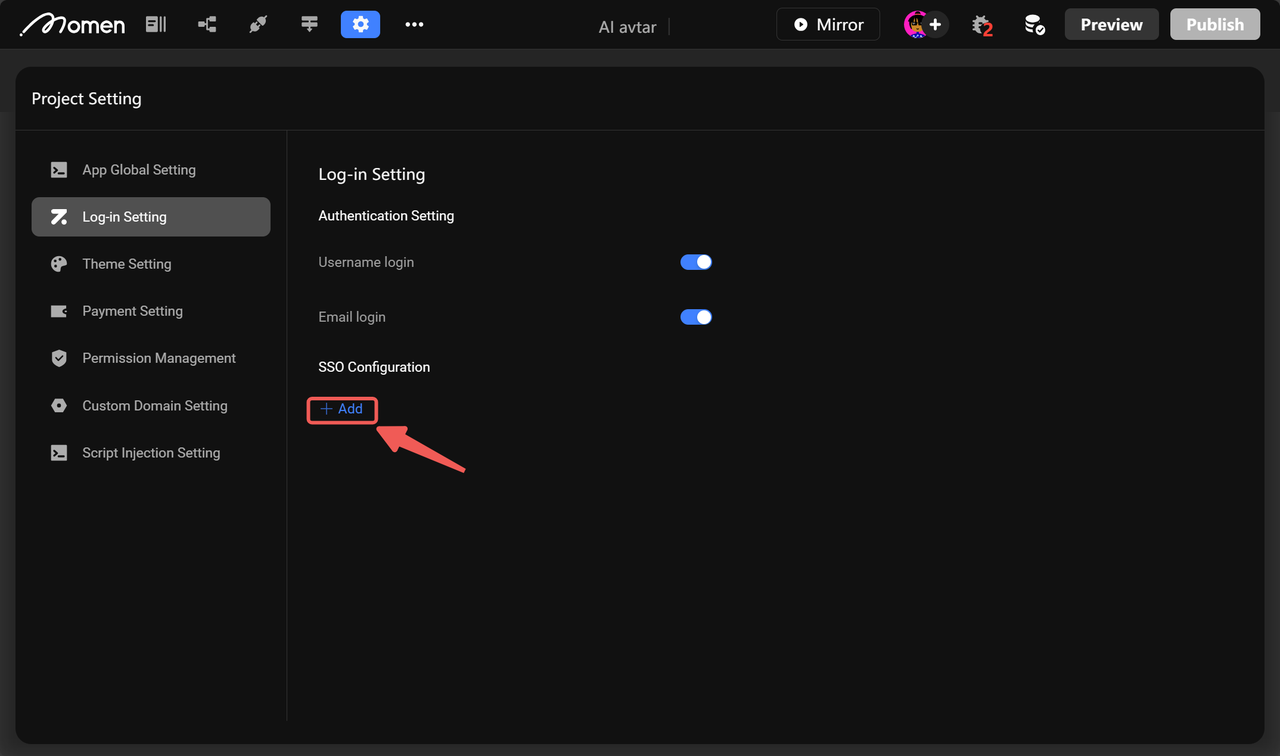 Momen
AI avtar
Mirror
2
Preview
Publish
Project Setting
App Global Setting
Log-in Setting
Theme Setting
Payment Setting
Permission Management
Custom Domain Setting
Script Injection Setting
Log-in Setting
Authentication Setting
Username login
Email login
SSO Configuration
+ Add